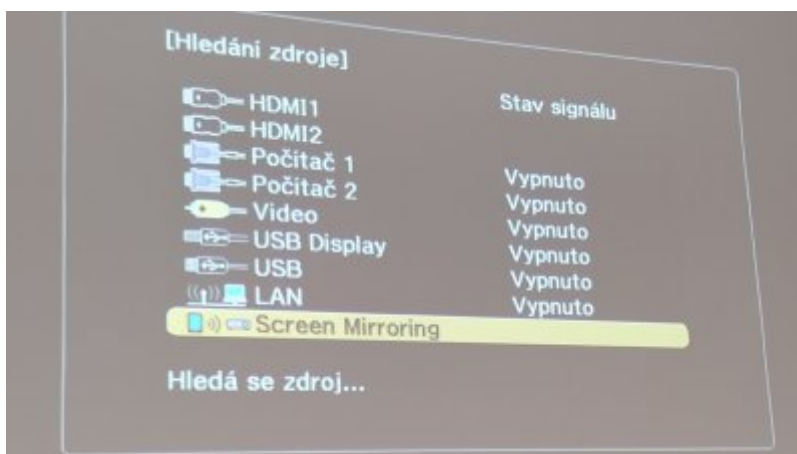 [Hledání zdroje]
Stav signálu
HDMI1
HDMI2
Počítač 1 Vypnuto
Počítač 2 Vypnuto
Video Vypnuto
USB Display Vypnuto
USB Vypnuto
LAN Vypnuto
Screen Mirroring
Hledá se zdroj...